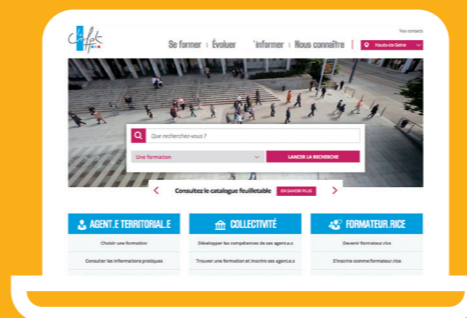 Vos contacts
Se former Évoluer 'informer Nous connaître Hauts-de-Seine
Que recherchez-vous ?
Une formation LANCER LA RECHERCHE
Consultez le catalogue feuilletable EN SAVOIR PLUS
AGENT.E TERRITORIAL.E COLLECTIVITÉ FORMATEUR.RICE
Choisir une formation Développer les compétences de ses agent.e.s Devenir formateur.rice
Consulter les informations pratiques Trouver une formation et inscrire ses agent.e.s S'inscrire comme formateur.rice